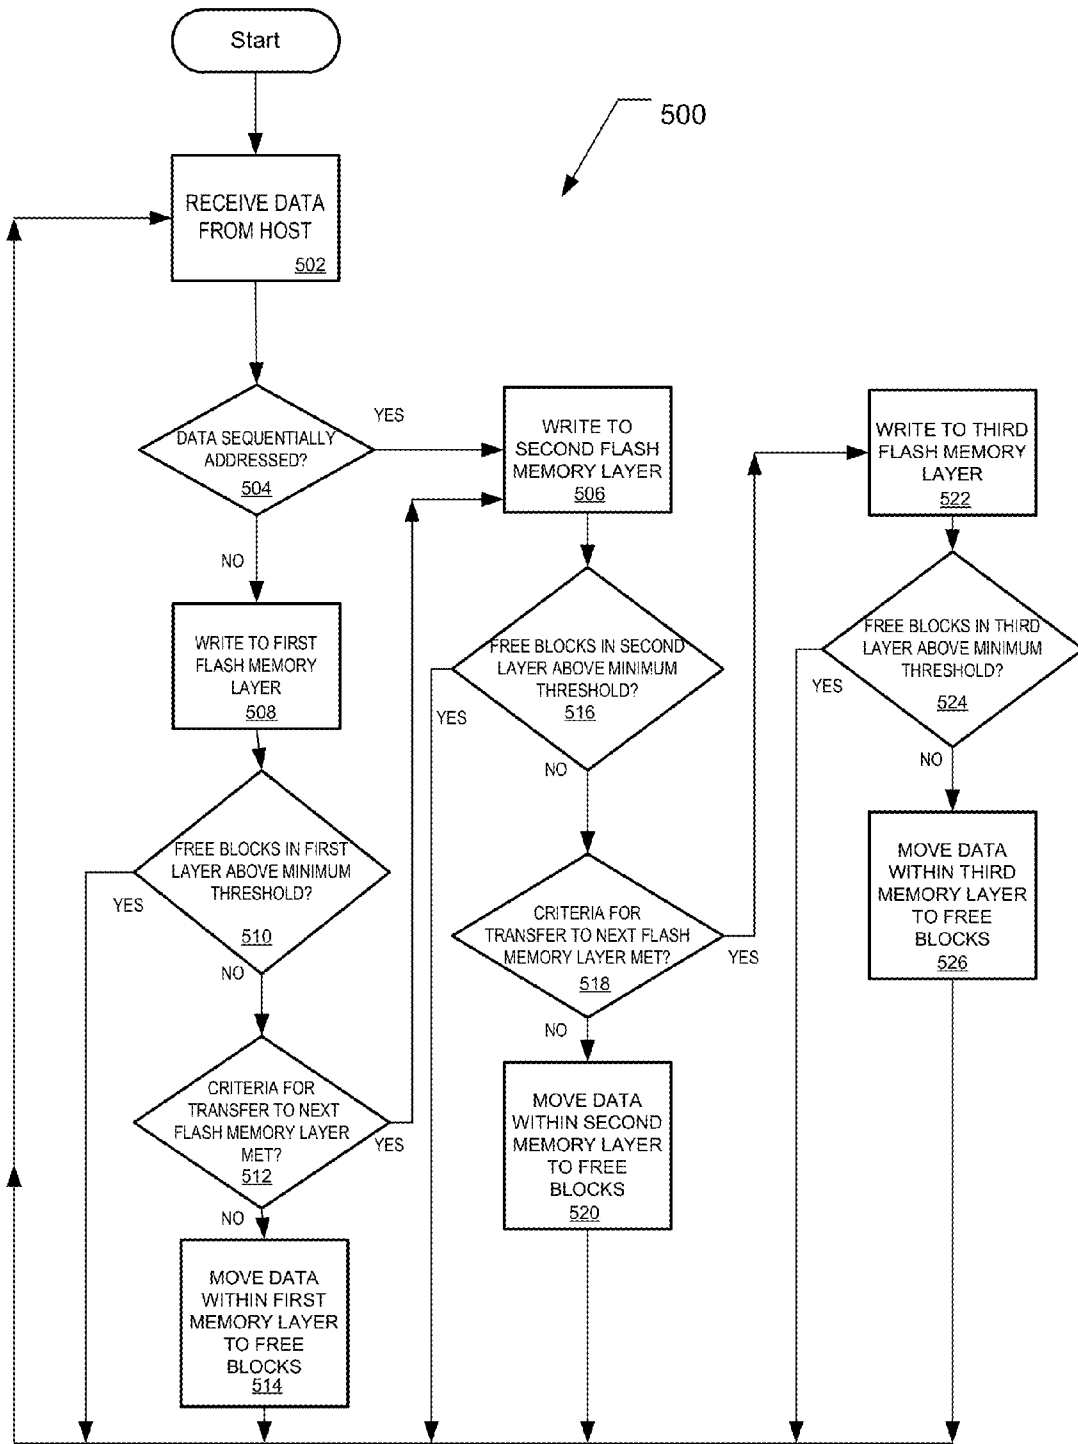 Start
500
RECEIVE DATA
FROM HOST
502
DATA SEQUENTIALLY
ADDRESSED?
504
YES
NO
WRITE TO
SECOND FLASH
MEMORY LAYER
506
WRITE TO THIRD
FLASH MEMORY
LAYER
522
WRITE TO FIRST
FLASH MEMORY
LAYER
508
FREE BLOCKS IN SECOND
LAYER ABOVE MINIMUM
THRESHOLD?
516
YES
NO
FREE BLOCKS IN THIRD
LAYER ABOVE MINIMUM
THRESHOLD?
524
YES
NO
FREE BLOCKS IN FIRST
LAYER ABOVE MINIMUM
THRESHOLD?
510
YES
NO
CRITERIA FOR
TRANSFER TO NEXT FLASH
MEMORY LAYER MET?
518
YES
NO
MOVE DATA
WITHIN THIRD
MEMORY LAYER
TO FREE
BLOCKS
526
CRITERIA FOR
TRANSFER TO NEXT
FLASH MEMORY LAYER
MET?
512
YES
NO
MOVE DATA
WITHIN SECOND
MEMORY LAYER
TO FREE
BLOCKS
520
MOVE DATA
WITHIN FIRST
MEMORY LAYER
TO FREE
BLOCKS
514